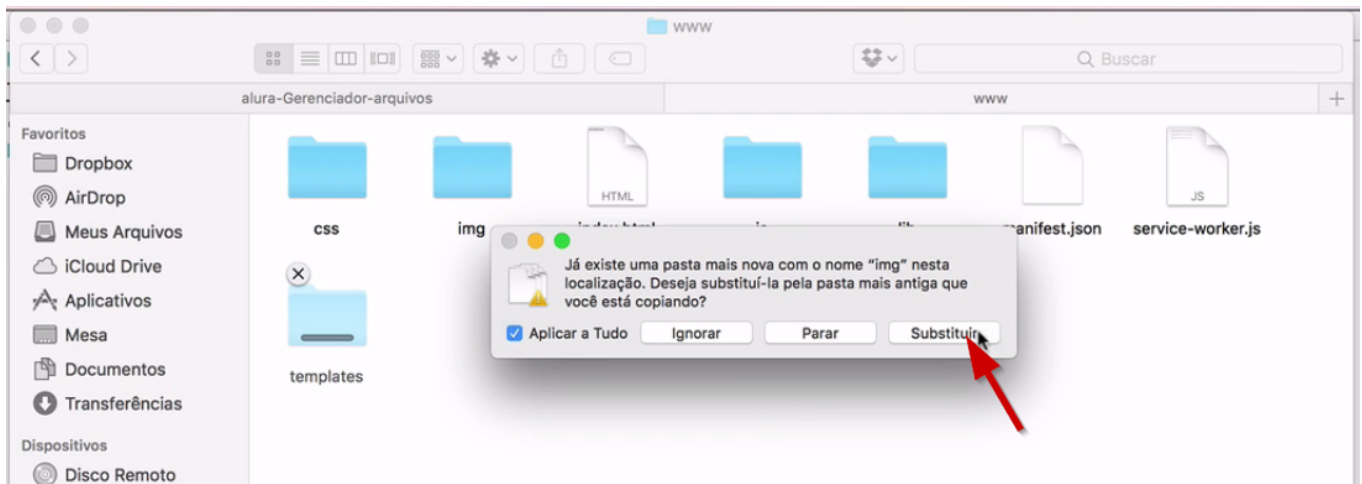 www
Buscar
alura-Gerenciador-arquivos
www
Favoritos
Dropbox
AirDrop
Meus Arquivos
iCloud Drive
Aplicativos
Mesa
Documentos
Transferências
Dispositivos
Disco Remoto
HTML
JS
css
img
manifest.json
service-worker.js
templates
Já existe uma pasta mais nova com o nome “img” nesta
localização. Deseja substituí-la pela pasta mais antiga que
você está copiando?
Aplicar a Tudo
Ignorar
Parar
Substituir